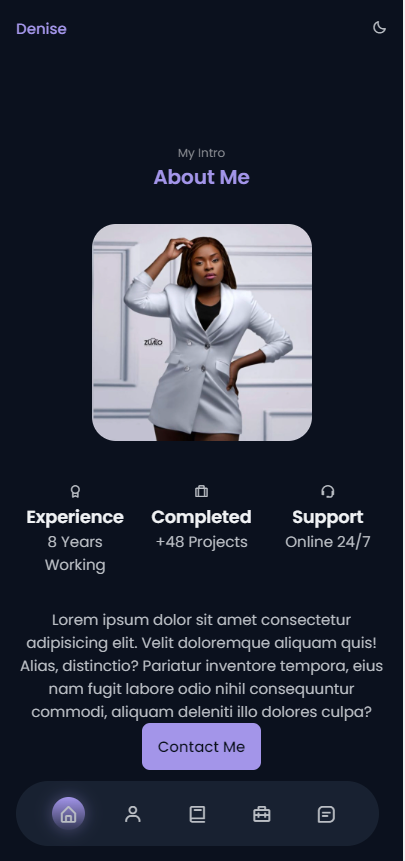 Denise
My Intro
About Me
ZUAKO
Experience
8 Years
Working
Completed
+48 Projects
Support
Online 24/7
Lorem ipsum dolor sit amet consectetur
adipisicing elit. Velit doloremque aliquam quis!
Alias, distinctio? Pariatur inventore tempora, eius
nam fugit labore odio nihil consequuntur
commodi, aliquam deleniti illo dolores culpa?
Contact Me